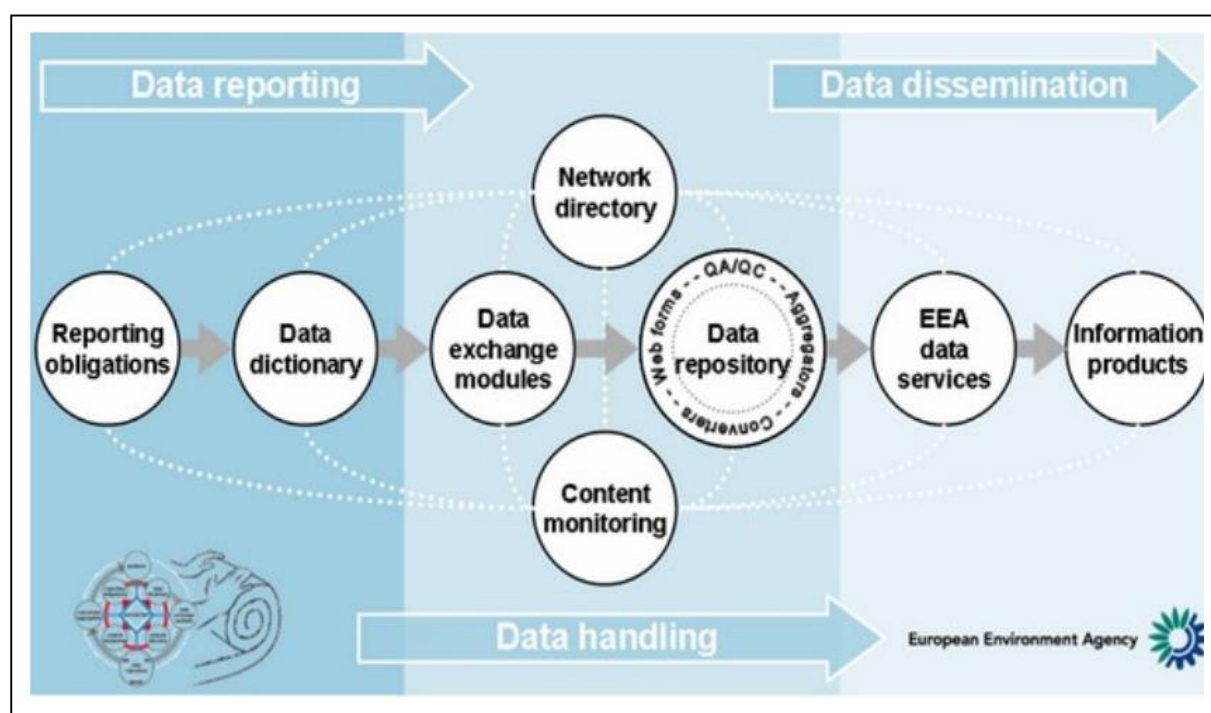 Data reporting
Data dissemination
Network
directory
Reporting
obligations
Data
dictionary
Data
exchange
modules
Web forms -- QA/QC -- Aggregators -- Converters --
Data
repository
EEA
data
services
Information
products
Content
monitoring
Data handling
European Environment Agency